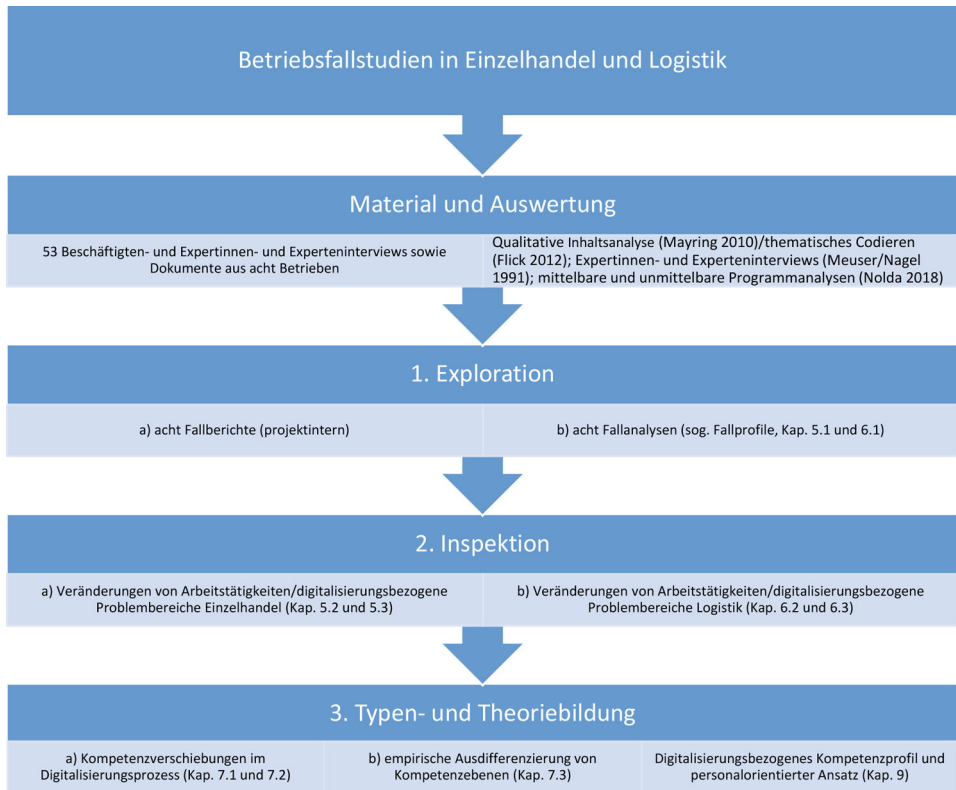 Betriebsfallstudien in Einzelhandel und Logistik
Material und Auswertung
53 Beschäftigten- und Expertinnen- und Experteninterviews sowie
Dokumente aus acht Betrieben
Qualitative Inhaltsanalyse (Mayring 2010)/thematisches Codieren
(Flick 2012); Expertinnen- und Experteninterviews (Meuser/Nagel
1991); mittelbare und unmittelbare Programmanalysen (Nolda 2018)
1. Exploration
a) acht Fallberichte (projektintern)
b) acht Fallanalysen (sog. Fallprofile, Kap. 5.1 und 6.1)
2. Inspektion
a) Veränderungen von Arbeitstätigkeiten/digitalisierungsbezogene
Problembereiche Einzelhandel (Kap. 5.2 und 5.3)
b) Veränderungen von Arbeitstätigkeiten/digitalisierungsbezogene
Problembereiche Logistik (Kap. 6.2 und 6.3)
3. Typen- und Theoriebildung
a) Kompetenzverschiebungen im
Digitalisierungsprozess (Kap. 7.1 und 7.2)
b) empirische Ausdifferenzierung von
Kompetenzebenen (Kap. 7.3)
Digitalisierungsbezogenes Kompetenzprofil und
personalorientierter Ansatz (Kap. 9)